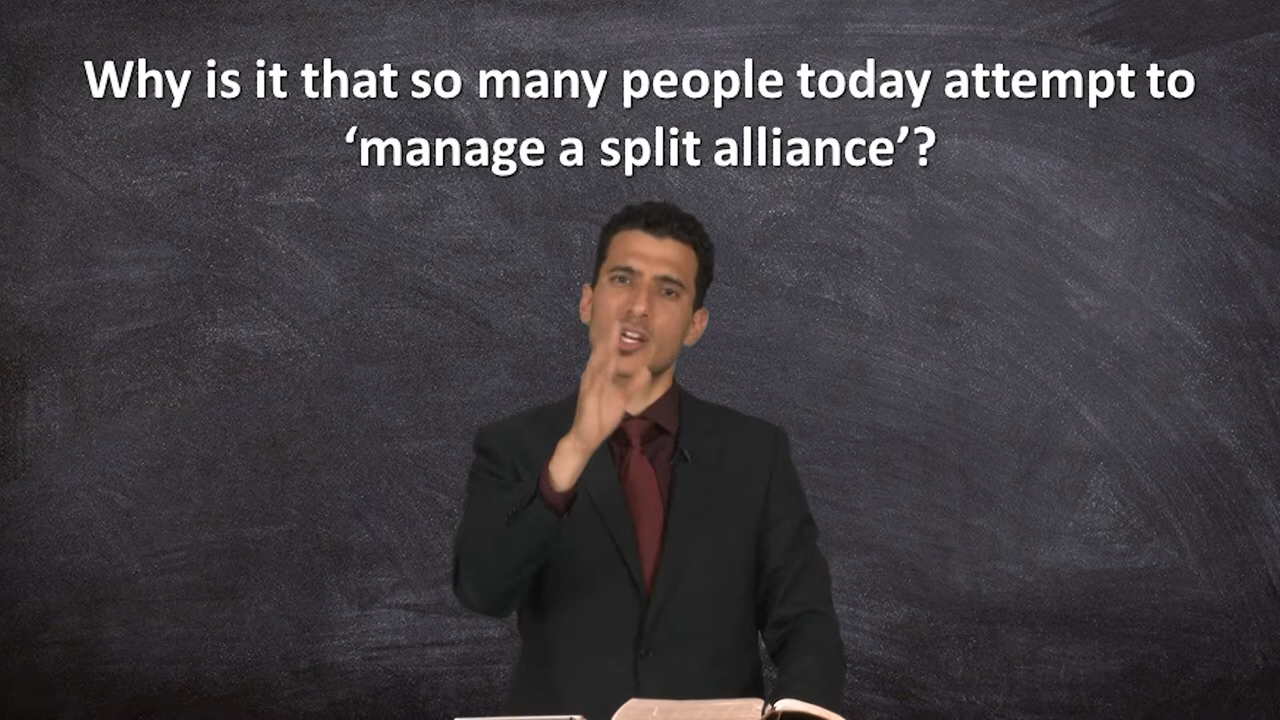 Why is it that so many people today attempt to
‘manage a split alliance’?